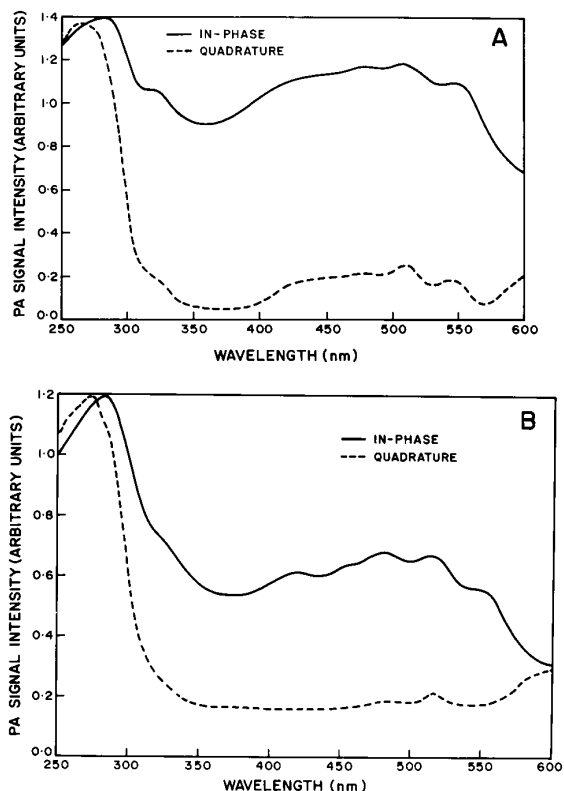 A
IN-PHASE
QUADRATURE
PA SIGNAL INTENSITY (ARBITRARY UNITS)
1·4
1·2
1·0
0·8
0·6
0·4
0·2
0·0
250 300 350 400 450 500 550 600
WAVELENGTH (nm)
B
IN-PHASE
QUADRATURE
PA SIGNAL INTENSITY (ARBITRARY UNITS)
1·2
1·0
0·8
0·6
0·4
0·2
0·0
250 300 350 400 450 500 550 600
WAVELENGTH (nm)